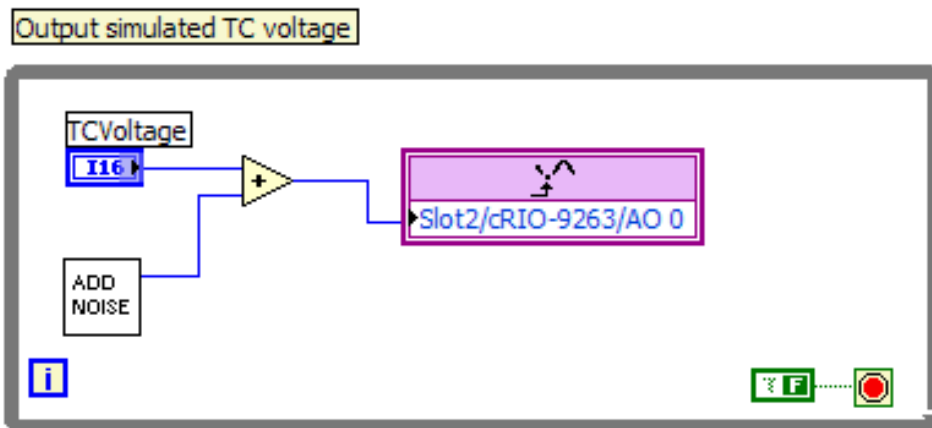 Output simulated TC voltage
TCVoltage
I16
+
Slot2/cRIO-9263/AO 0
ADD
NOISE
i
F